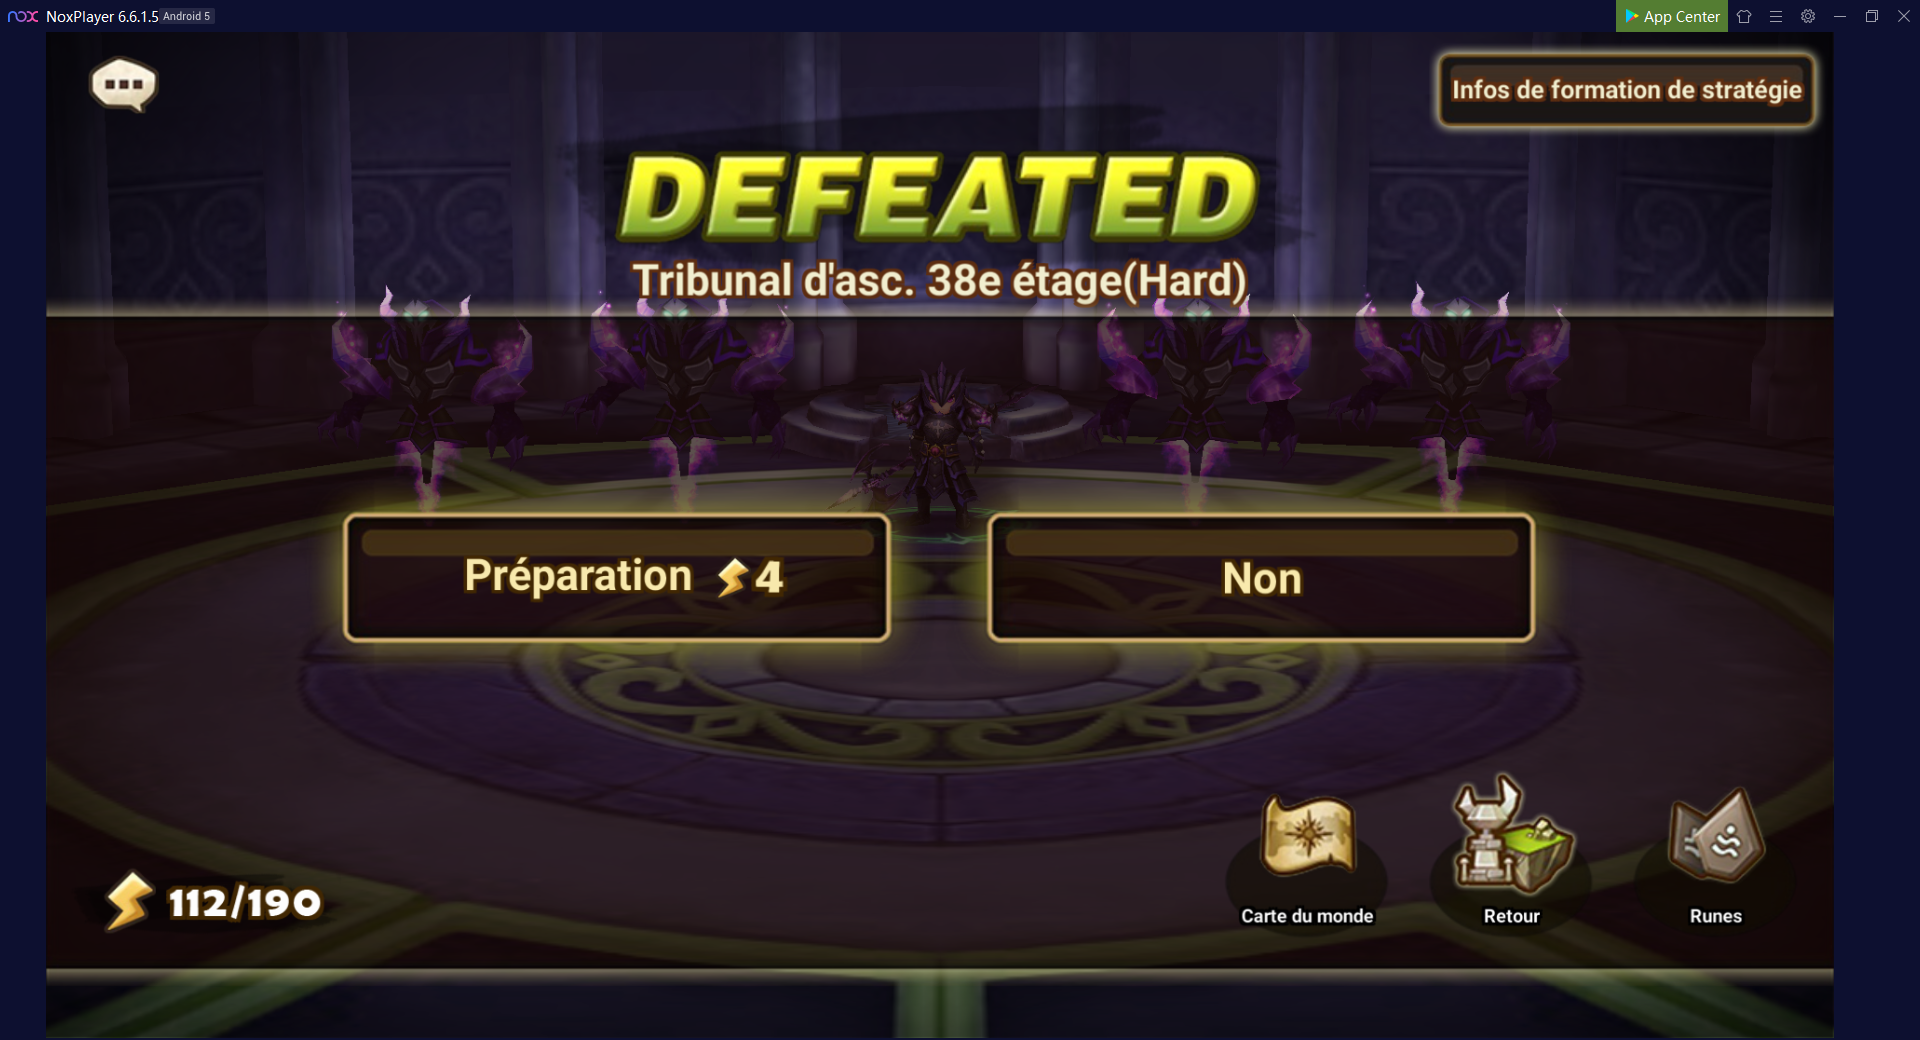 nox NoxPlayer 6.6.1.5 Android 5
App Center
Infos de formation de stratégie
DEFEATED
Tribunal d'asc. 38e étage(Hard)
Préparation 4
Non
112/190
Carte du monde
Retour
Runes